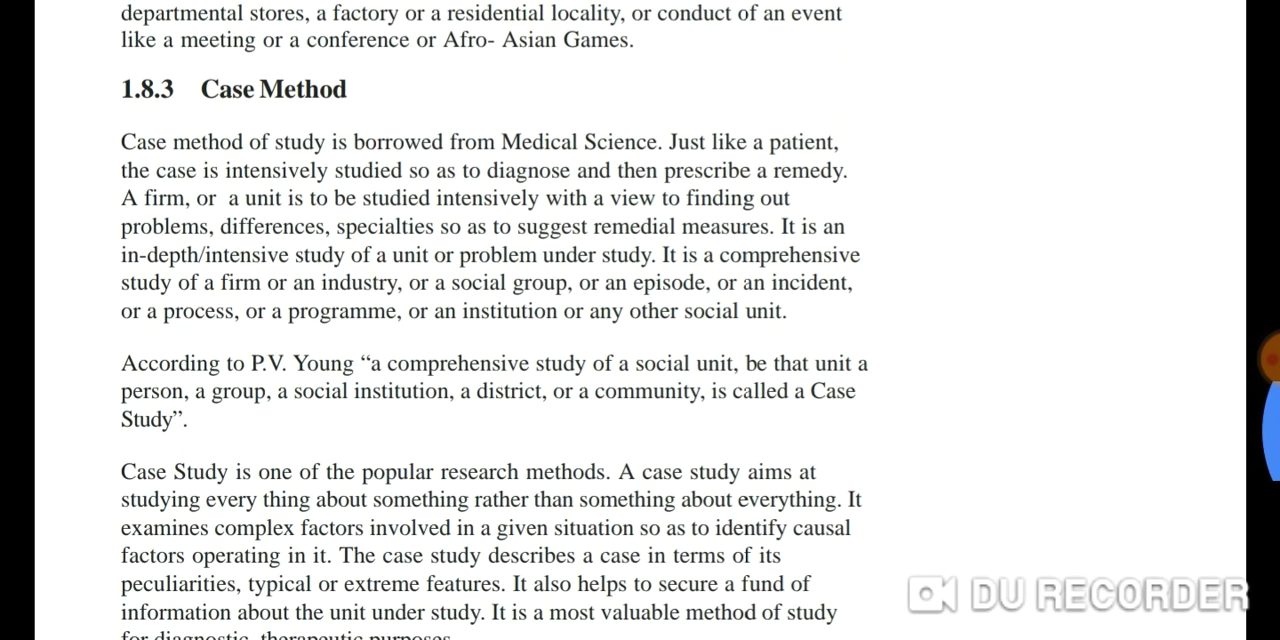 departmental stores, a factory or a residential locality, or conduct of an event
like a meeting or a conference or Afro- Asian Games.
1.8.3 Case Method
Case method of study is borrowed from Medical Science. Just like a patient,
the case is intensively studied so as to diagnose and then prescribe a remedy.
A firm, or a unit is to be studied intensively with a view to finding out
problems, differences, specialties so as to suggest remedial measures. It is an
in-depth/intensive study of a unit or problem under study. It is a comprehensive
study of a firm or an industry, or a social group, or an episode, or an incident,
or a process, or a programme, or an institution or any other social unit.
According to P.V. Young “a comprehensive study of a social unit, be that unit a
person, a group, a social institution, a district, or a community, is called a Case
Study”.
Case Study is one of the popular research methods. A case study aims at
studying every thing about something rather than something about everything. It
examines complex factors involved in a given situation so as to identify causal
factors operating in it. The case study describes a case in terms of its
peculiarities, typical or extreme features. It also helps to secure a fund of
information about the unit under study. It is a most valuable method of study
for diagnostic, therapeutic purposes.
DU RECORDER